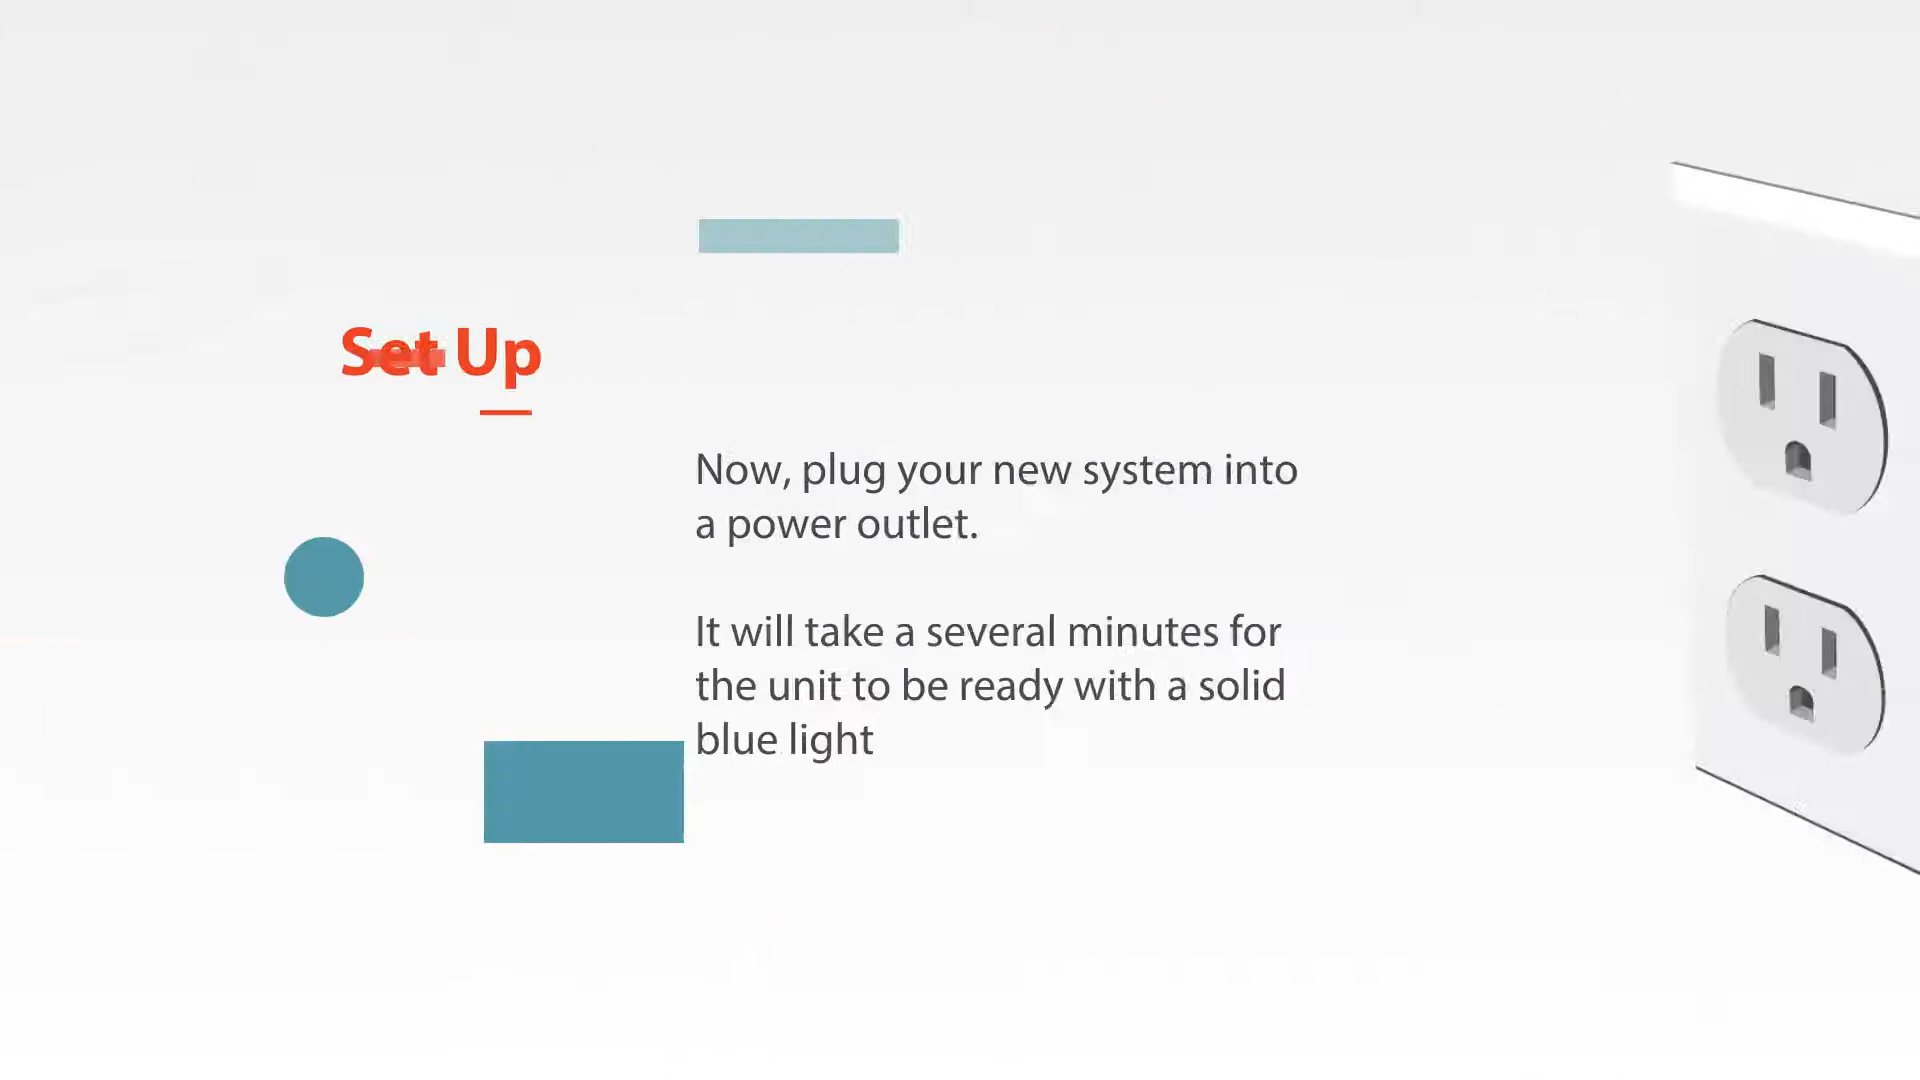 Set Up
Now, plug your new system into
a power outlet.
It will take a several minutes for
the unit to be ready with a solid
blue light